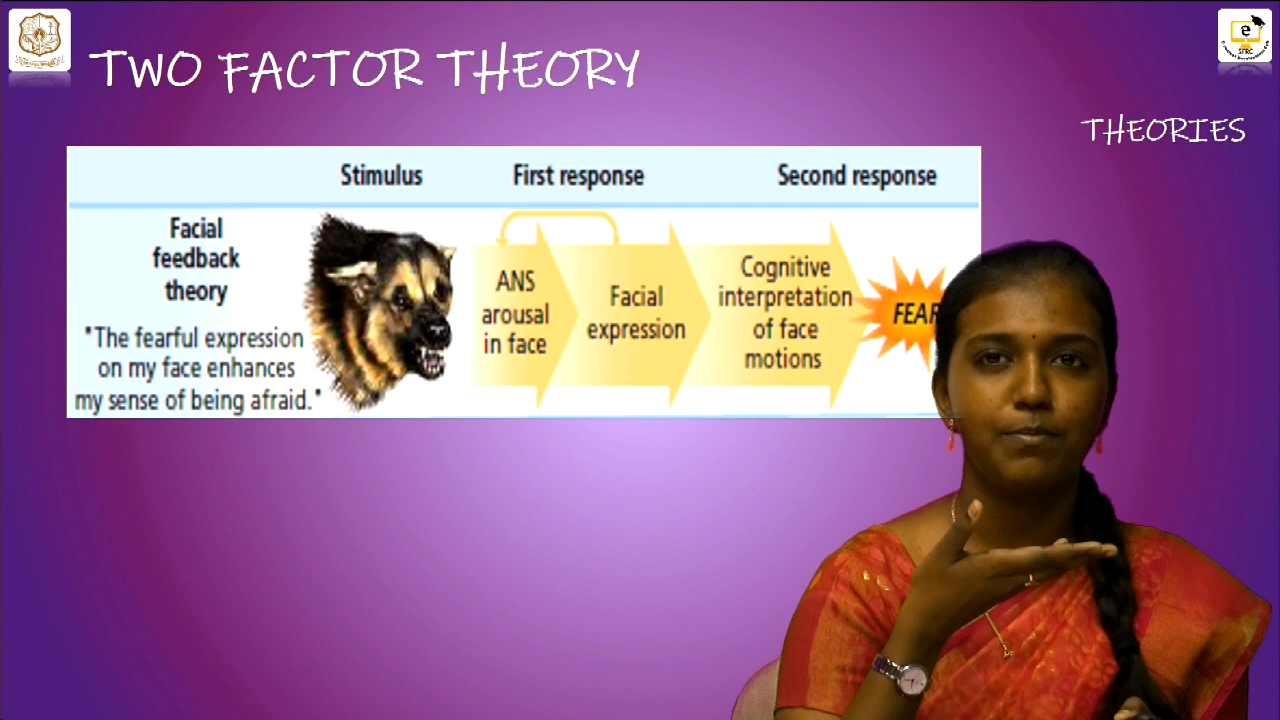 TWO FACTOR THEORY
e
SFRC
THEORIES
Stimulus First response Second response
Facial
feedback
theory
"The fearful expression
on my face enhances
my sense of being afraid."
ANS
arousal
in face
Facial
expression
Cognitive
interpretation
of face
motions
FEAR